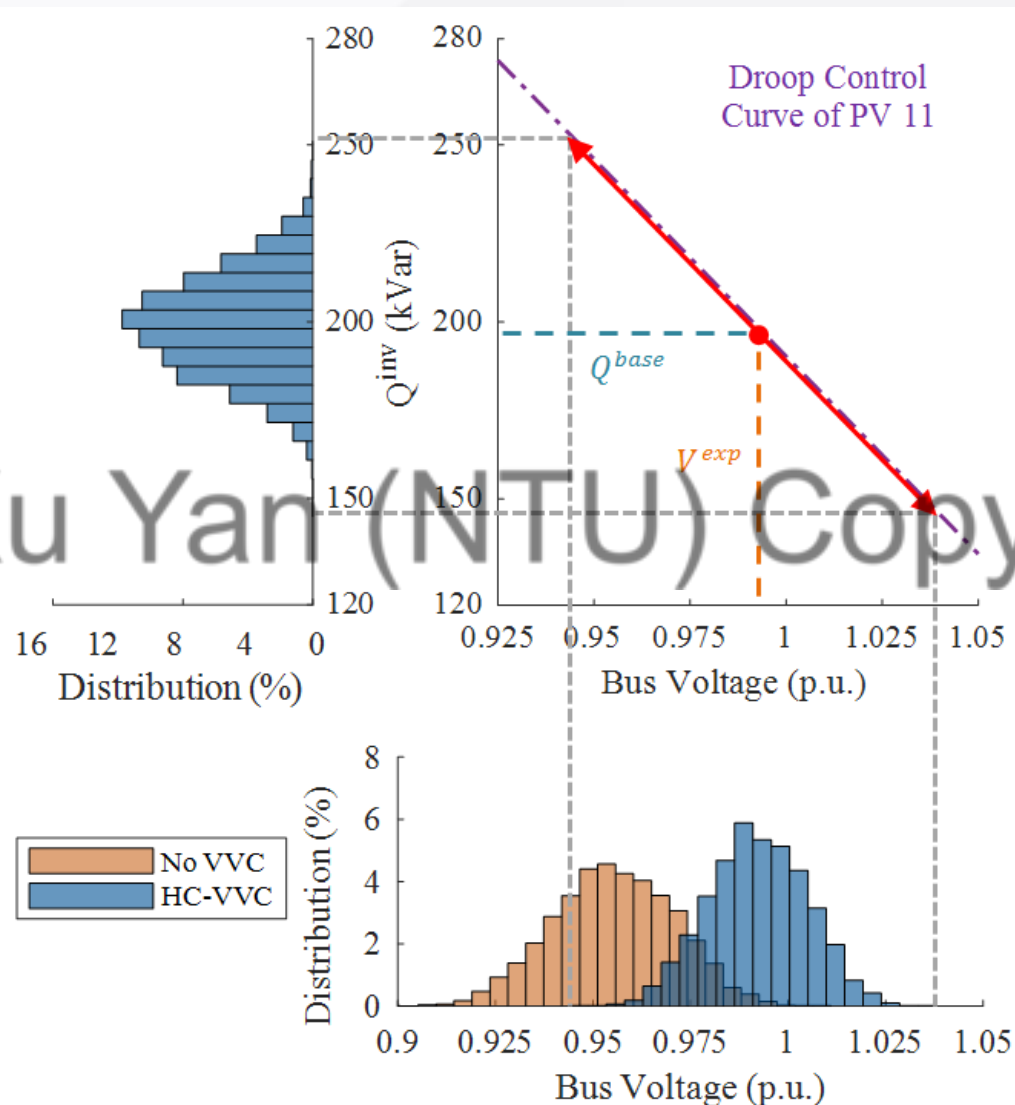 280
250
200
150
120
Q^inv (kVar)
16 12 8 4 0
Distribution (%)
280
250
200
150
120
Droop Control
Curve of PV 11
Q^base
V^exp
0.925 0.95 0.975 1 1.025 1.05
Bus Voltage (p.u.)
u Yan (NTU) Copy
No VVC
HC-VVC
8
6
4
2
0
Distribution (%)
0.9 0.925 0.95 0.975 1 1.025 1.05
Bus Voltage (p.u.)